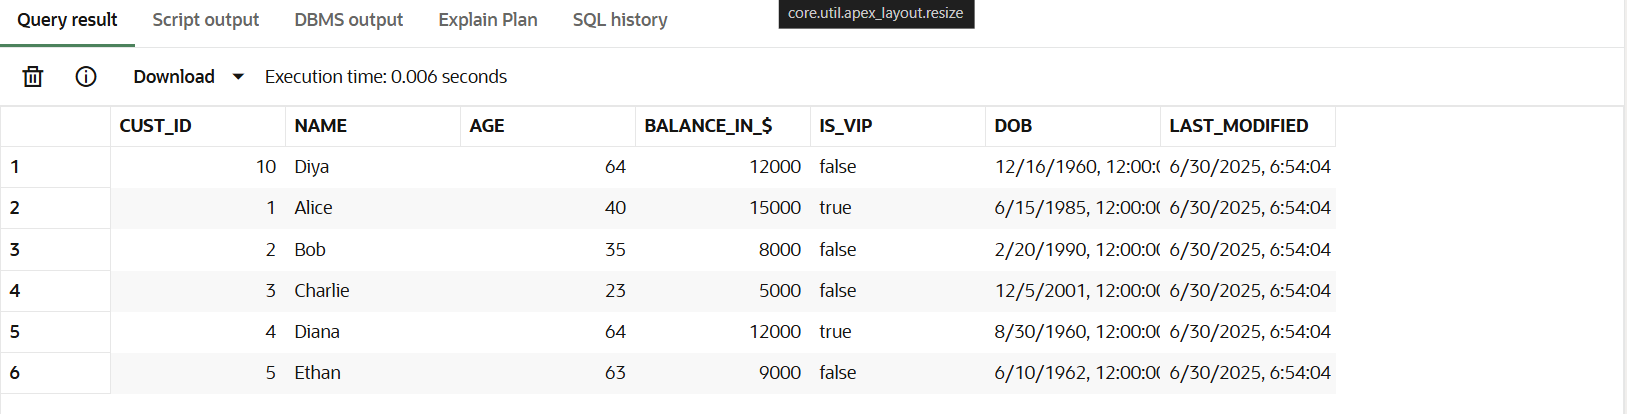 Query result Script output DBMS output Explain Plan SQL history core.util.apex_layout.resize
Download Execution time: 0.006 seconds
CUST_ID NAME AGE BALANCE_IN_$ IS_VIP DOB LAST_MODIFIED
1 10 Diya 64 12000 false 12/16/1960, 12:00:0 6/30/2025, 6:54:04
2 1 Alice 40 15000 true 6/15/1985, 12:00:00 6/30/2025, 6:54:04
3 2 Bob 35 8000 false 2/20/1990, 12:00:00 6/30/2025, 6:54:04
4 3 Charlie 23 5000 false 12/5/2001, 12:00:00 6/30/2025, 6:54:04
5 4 Diana 64 12000 true 8/30/1960, 12:00:00 6/30/2025, 6:54:04
6 5 Ethan 63 9000 false 6/10/1962, 12:00:00 6/30/2025, 6:54:04